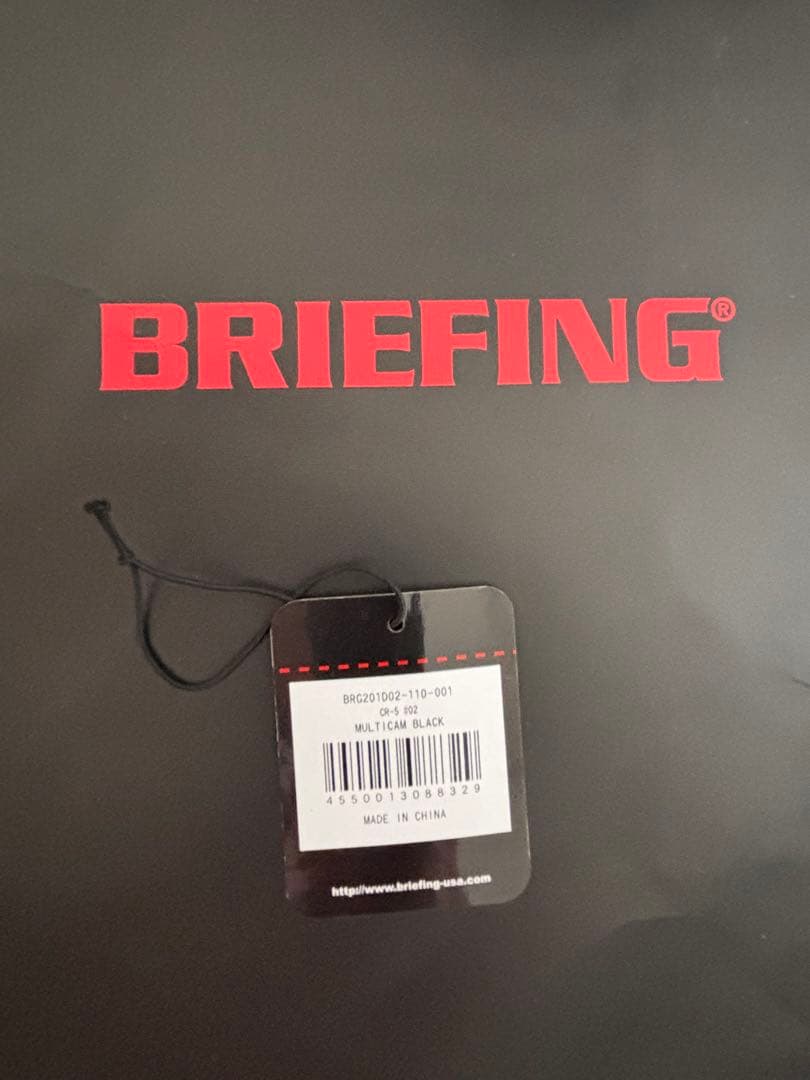 BRIEFING®
BRG201D02-110-001
CR-5 #02
MULTICAM BLACK
4550013088329
MADE IN CHINA
http://www.briefing-usa.com